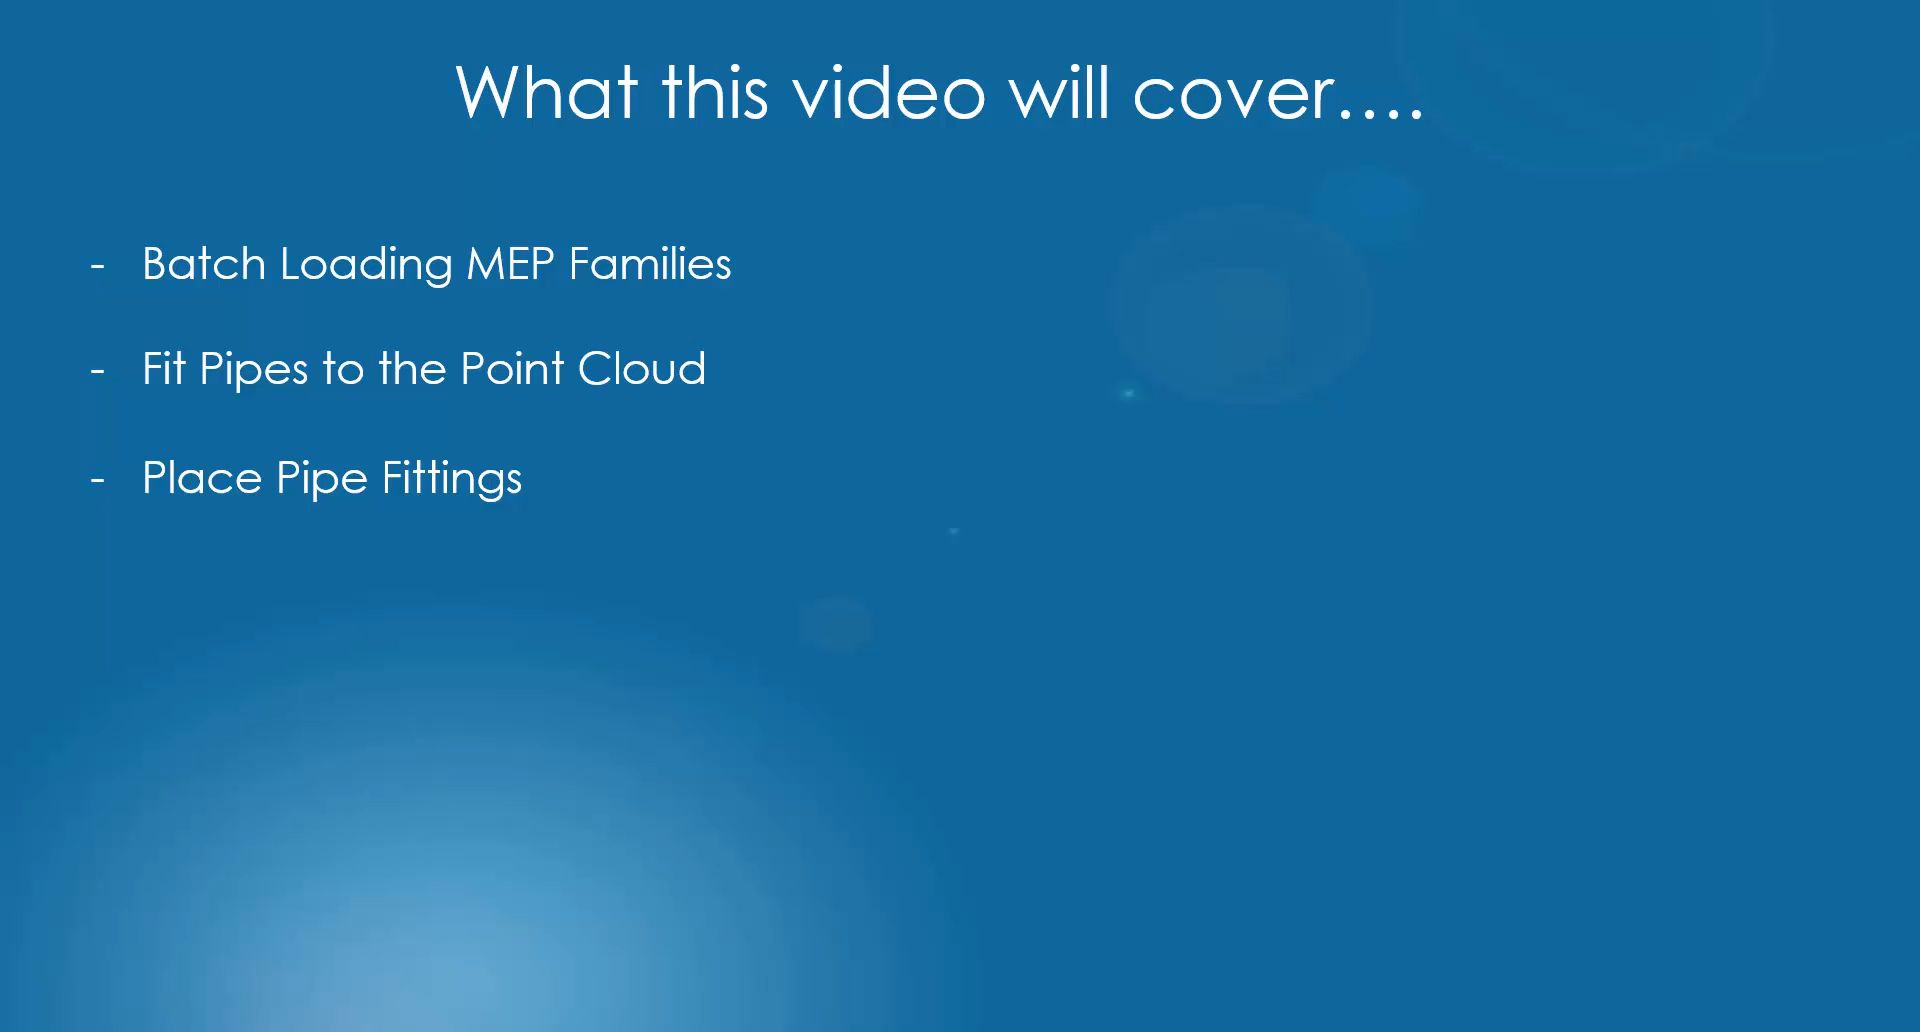 What this video will cover....
- Batch Loading MEP Families
- Fit Pipes to the Point Cloud
- Place Pipe Fittings